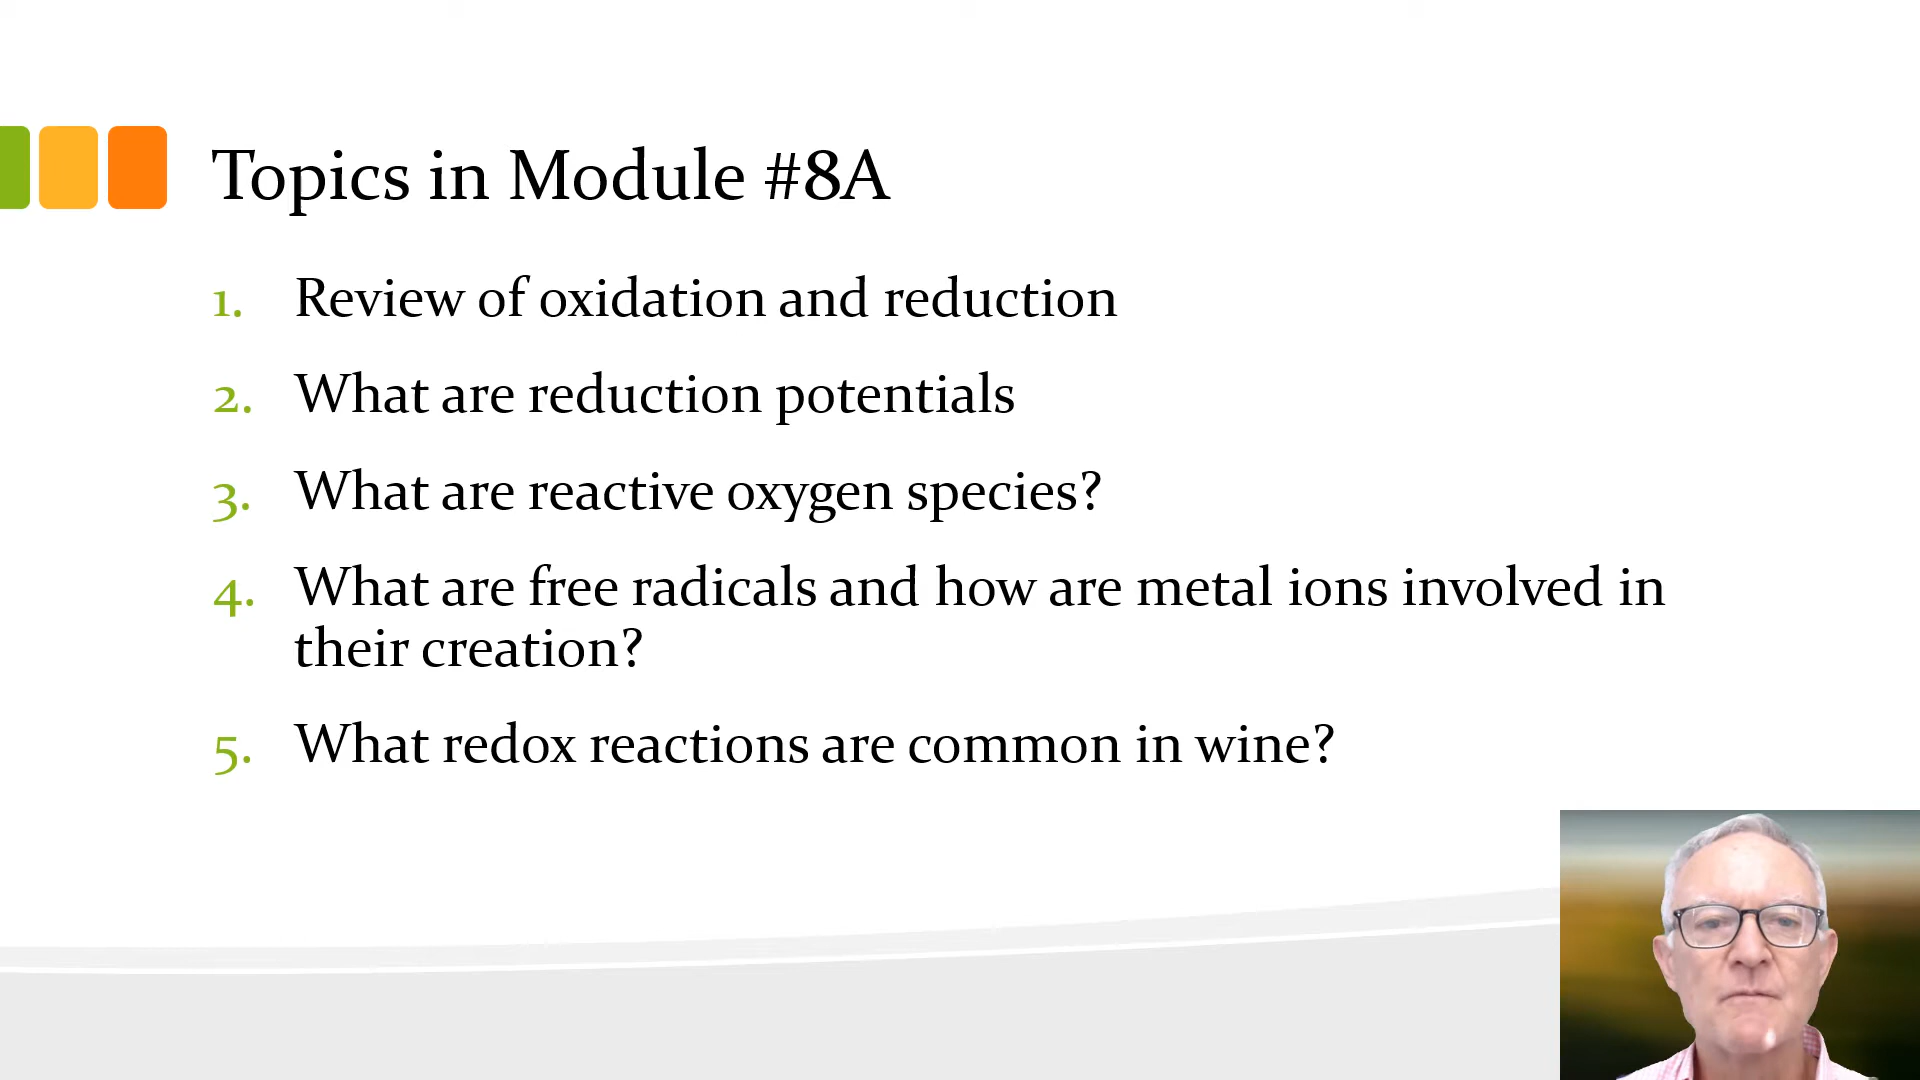 Topics in Module #8A
1. Review of oxidation and reduction
2. What are reduction potentials
3. What are reactive oxygen species?
4. What are free radicals and how are metal ions involved in
their creation?
5. What redox reactions are common in wine?